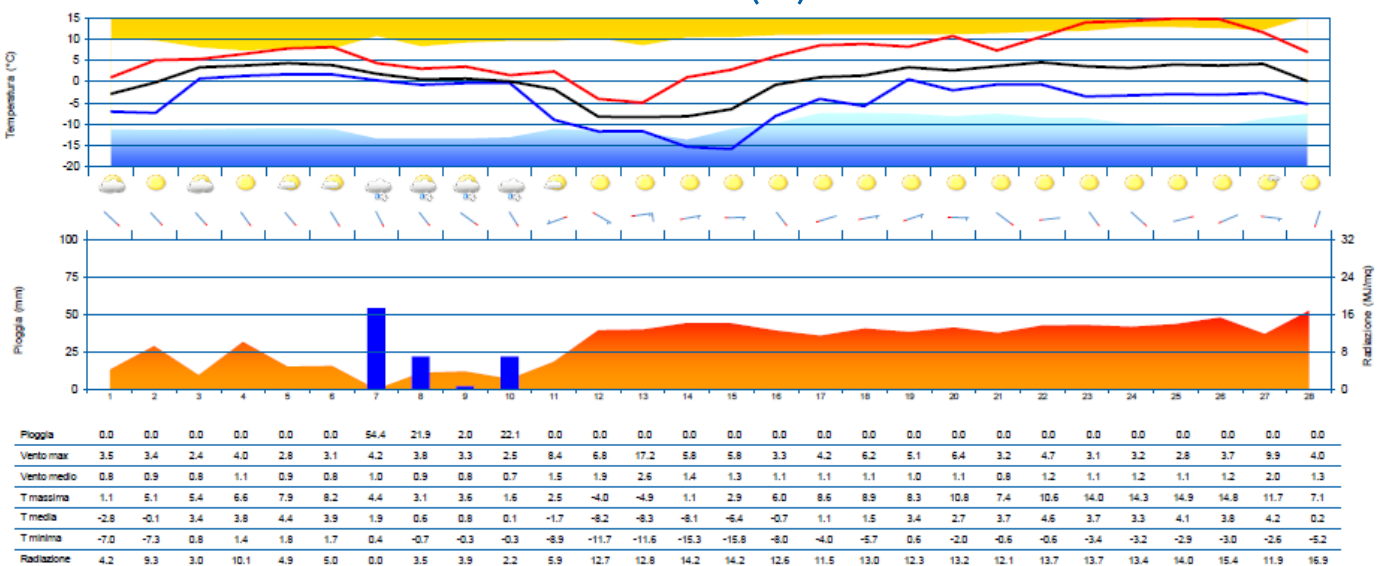 15
10
5
0
-5
-10
-15
-20
Temperatura (°C)
100
75
50
25
0
Pioggia (mm)
32
24
16
8
0
Radiazione (MJ/mq)
1 2 3 4 5 6 7 8 9 10 11 12 13 14 15 16 17 18 19 20 21 22 23 24 25 26 27 28
Pioggia 0.0 0.0 0.0 0.0 0.0 0.0 54.4 21.9 2.0 22.1 0.0 0.0 0.0 0.0 0.0 0.0 0.0 0.0 0.0 0.0 0.0 0.0 0.0 0.0 0.0 0.0 0.0 0.0
Vento max 3.5 3.4 2.4 4.0 2.8 3.1 4.2 3.8 3.3 2.5 8.4 6.8 17.2 5.8 5.8 3.3 4.2 6.2 5.1 6.4 3.2 4.7 3.1 3.2 2.8 3.7 9.9 4.0
Vento medio 0.8 0.9 0.8 1.1 0.9 0.8 1.0 0.9 0.8 0.7 1.5 1.9 2.6 1.4 1.3 1.1 1.1 1.1 1.0 1.1 0.8 1.2 1.1 1.2 1.1 1.2 2.0 1.3
T massima 1.1 5.1 5.4 6.6 7.9 8.2 4.4 3.1 3.6 1.6 2.5 -4.0 -4.9 1.1 2.9 6.0 8.6 8.9 8.3 10.8 7.4 10.6 14.0 14.3 14.9 14.8 11.7 7.1
T media -2.8 -0.1 3.4 3.8 4.4 3.9 1.9 0.6 0.8 0.1 -1.7 -8.2 -8.3 -8.1 -6.4 -0.7 1.1 1.5 3.4 2.7 3.7 4.6 3.7 3.3 4.1 3.8 4.2 0.2
T minima -7.0 -7.3 0.8 1.4 1.8 1.7 0.4 -0.7 -0.3 -0.3 -8.9 -11.7 -11.6 -15.3 -15.8 -8.0 -4.0 -5.7 0.6 -2.0 -0.6 -0.6 -3.4 -3.2 -2.9 -3.0 -2.6 -5.2
Radiazione 4.2 9.3 3.0 10.1 4.9 5.0 0.0 3.5 3.9 2.2 5.9 12.7 12.8 14.2 14.2 12.6 11.5 13.0 12.3 13.2 12.1 13.7 13.7 13.4 14.0 15.4 11.9 16.9